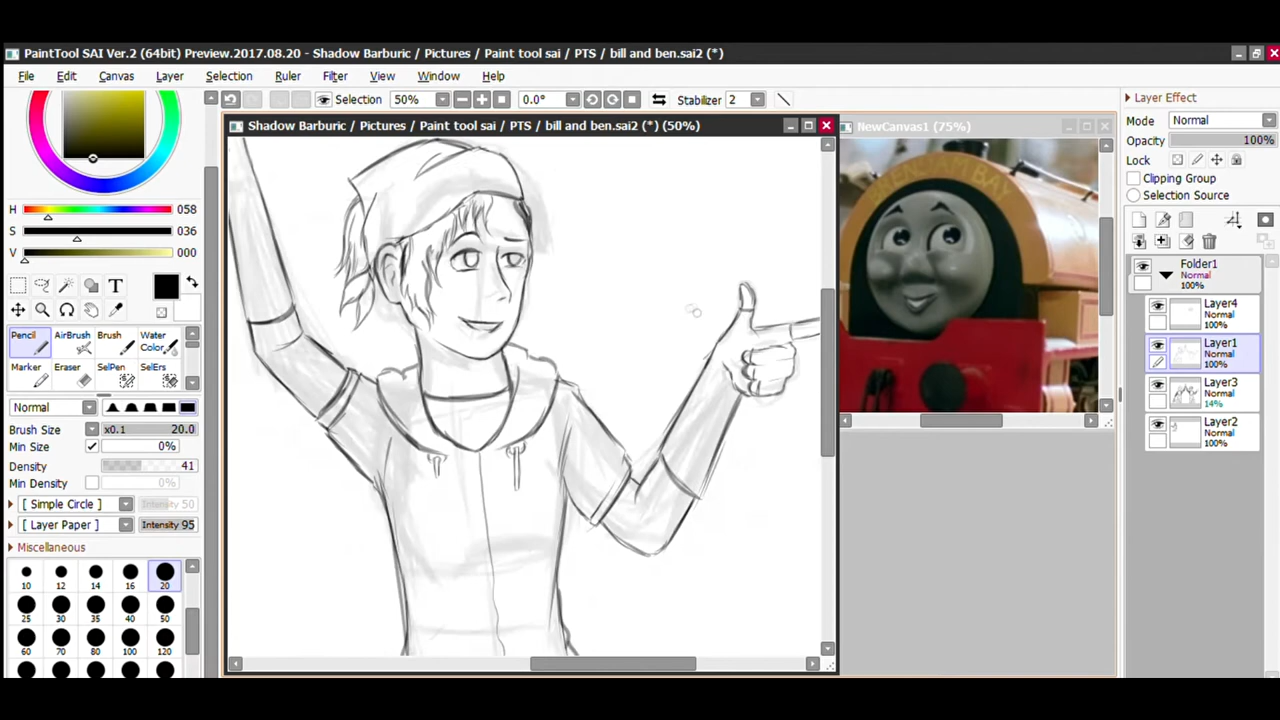 PaintTool SAI Ver.2 (64bit) Preview.2017.08.20 - Shadow Barburic / Pictures / Paint tool sai / PTS / bill and ben.sai2 (*)
File Edit Canvas Layer Selection Ruler Filter View Window Help
Selection 50% 0.0° Stabilizer 2
Shadow Barburic / Pictures / Paint tool sai / PTS / bill and ben.sai2 (*) (50%)
NewCanvas1 (75%)
H 058
S 036
V 000
T
Pencil AirBrush Brush Water Color
Marker Eraser SelPen SelErs
Normal
Brush Size x0.1 20.0
Min Size 0%
Density 41
Min Density 0%
[ Simple Circle ] Intensity 50
[ Layer Paper ] Intensity 95
Miscellaneous
10 12 14 16 20
25 30 35 40 50
60 70 80 100 120
Layer Effect
Mode Normal
Opacity 100%
Lock
Clipping Group
Selection Source
Folder1
Normal
100%
Layer4
Normal
100%
Layer1
Normal
100%
Layer3
Normal
14%
Layer2
Normal
100%